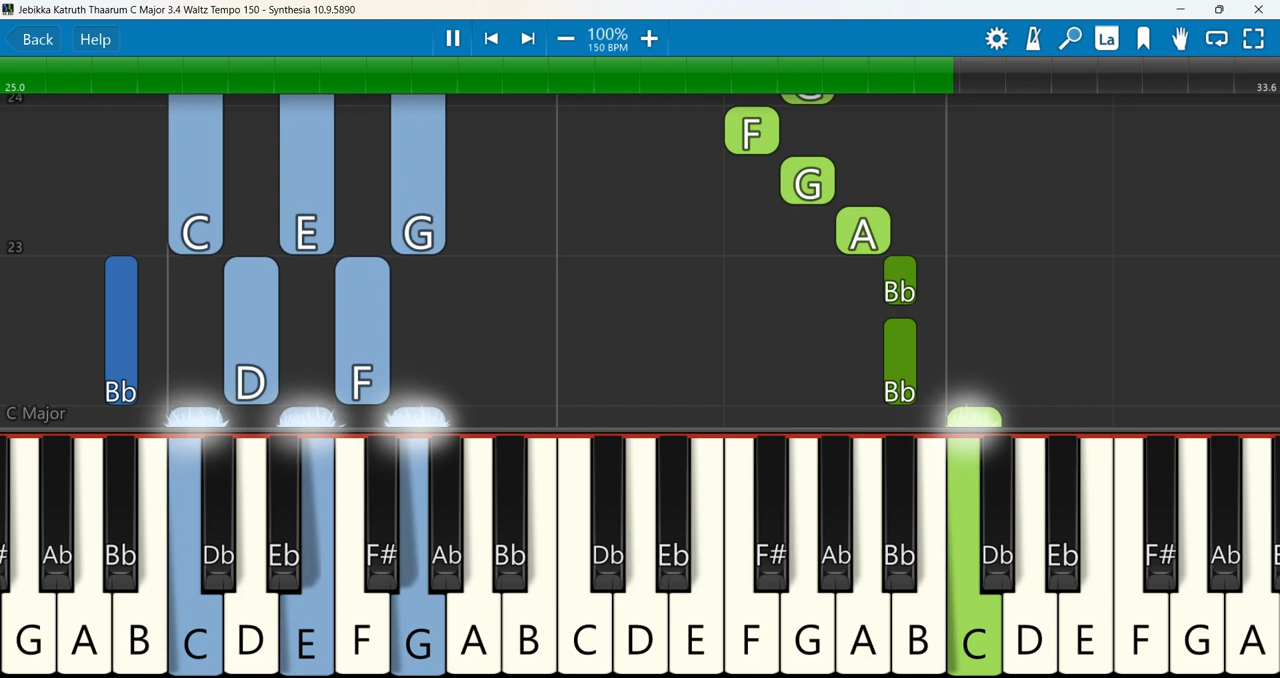 Jebikka Katruth Thaarum C Major 3.4 Waltz Tempo 150 - Synthesia 10.9.5890
Back Help 100% La
150 BPM
25.0 33.6
24
F
G
C E G A
23
Bb
Bb D F Bb
C Major
Ab Bb Db Eb F# Ab Bb Db Eb F# Ab Bb Db Eb F# Ab
G A B C D E F G A B C D E F G A B C D E F G A